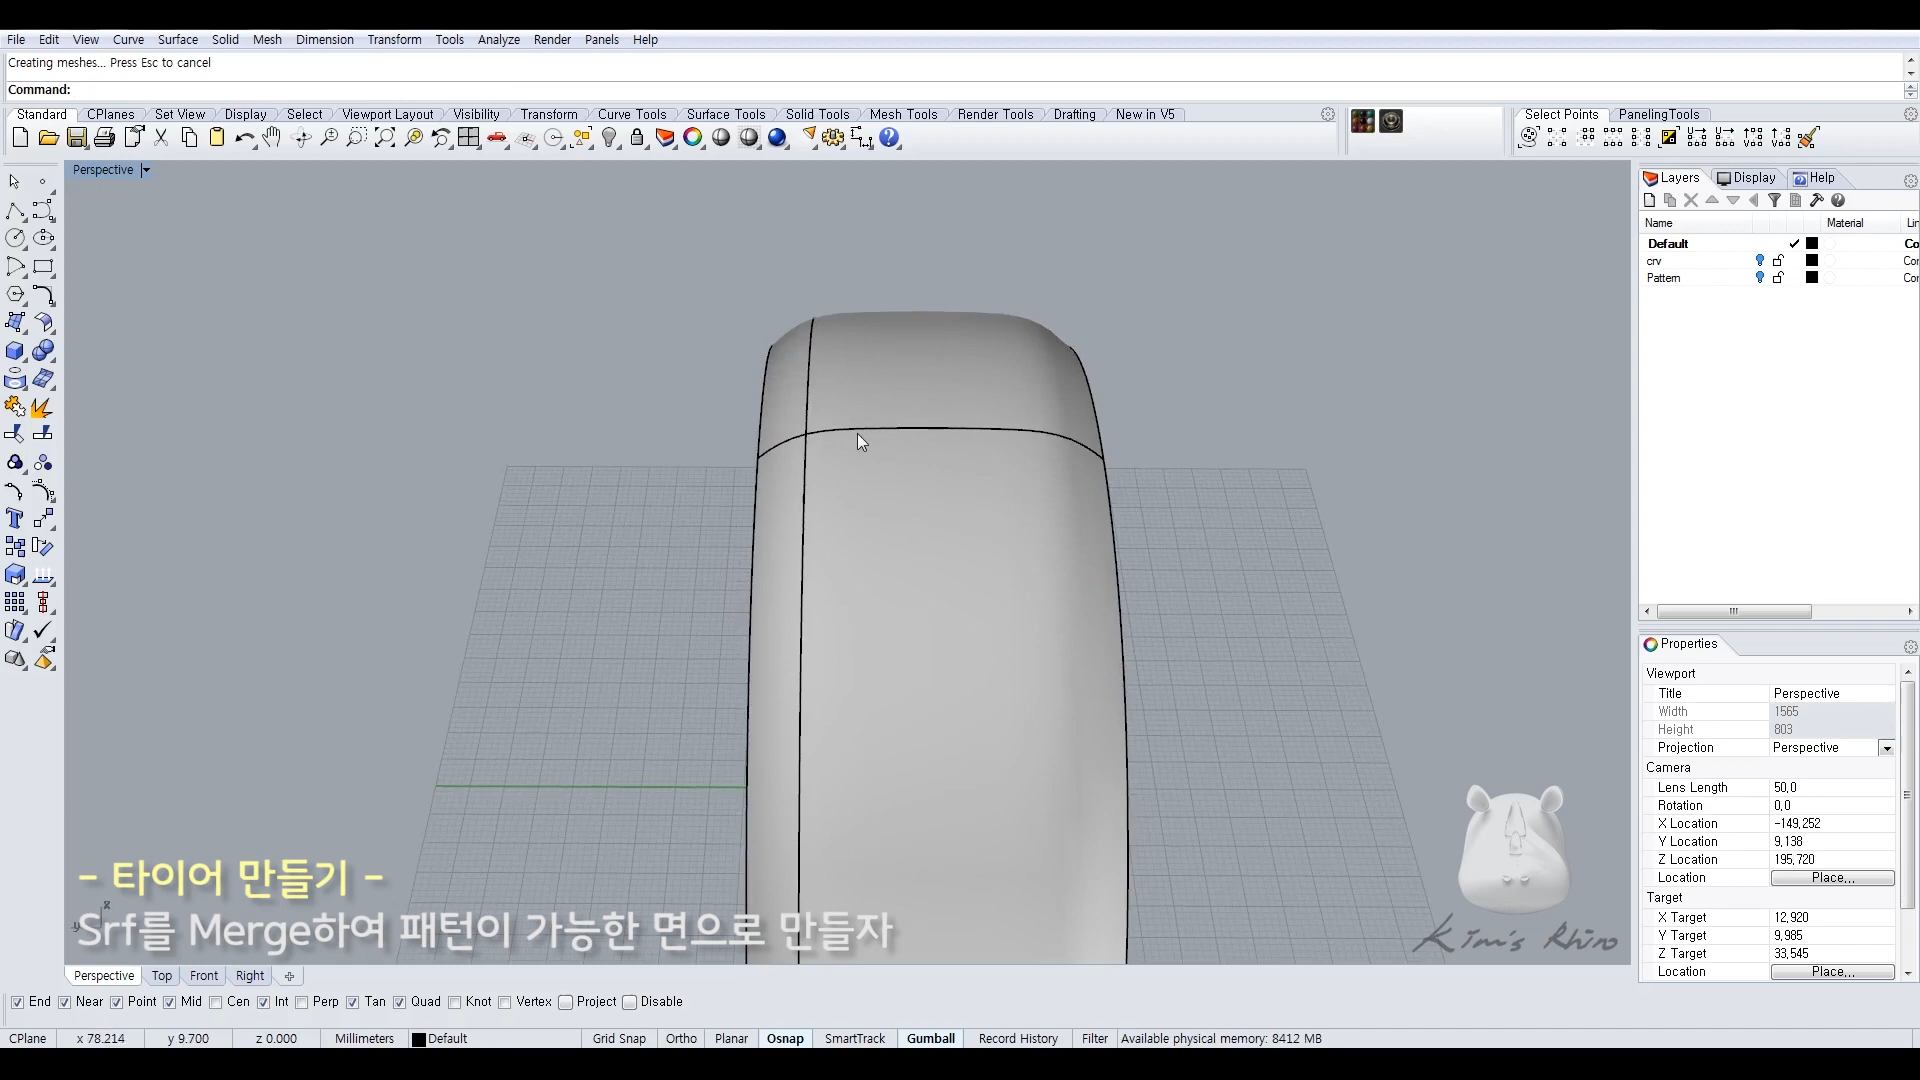 File Edit View Curve Surface Solid Mesh Dimension Transform Tools Analyze Render Panels Help
Creating meshes... Press Esc to cancel
Command:
Standard CPlanes Set View Display Select Viewport Layout Visibility Transform Curve Tools Surface Tools Solid Tools Mesh Tools Render Tools Drafting New in V5
Select Points PanelingTools
Perspective
Layers Display Help
Name Material Lin
Default Co
crv Con
Pattern Con
Properties
Viewport
Title Perspective
Width 1565
Height 803
Projection Perspective
Camera
Lens Length 50,0
Rotation 0,0
X Location -149,252
Y Location 9,138
Z Location 195,720
Location Place...
Target
X Target 12,920
Y Target 9,985
Z Target 33,545
Location Place...
- 타이어 만들기 -
Srf를 Merge하여 패턴이 가능한 면으로 만들자
Kim's Rhino
Perspective Top Front Right
End Near Point Mid Cen Int Perp Tan Quad Knot Vertex Project Disable
CPlane x 78.214 y 9.700 z 0.000 Millimeters Default Grid Snap Ortho Planar Osnap SmartTrack Gumball Record History Filter Available physical memory: 8412 MB